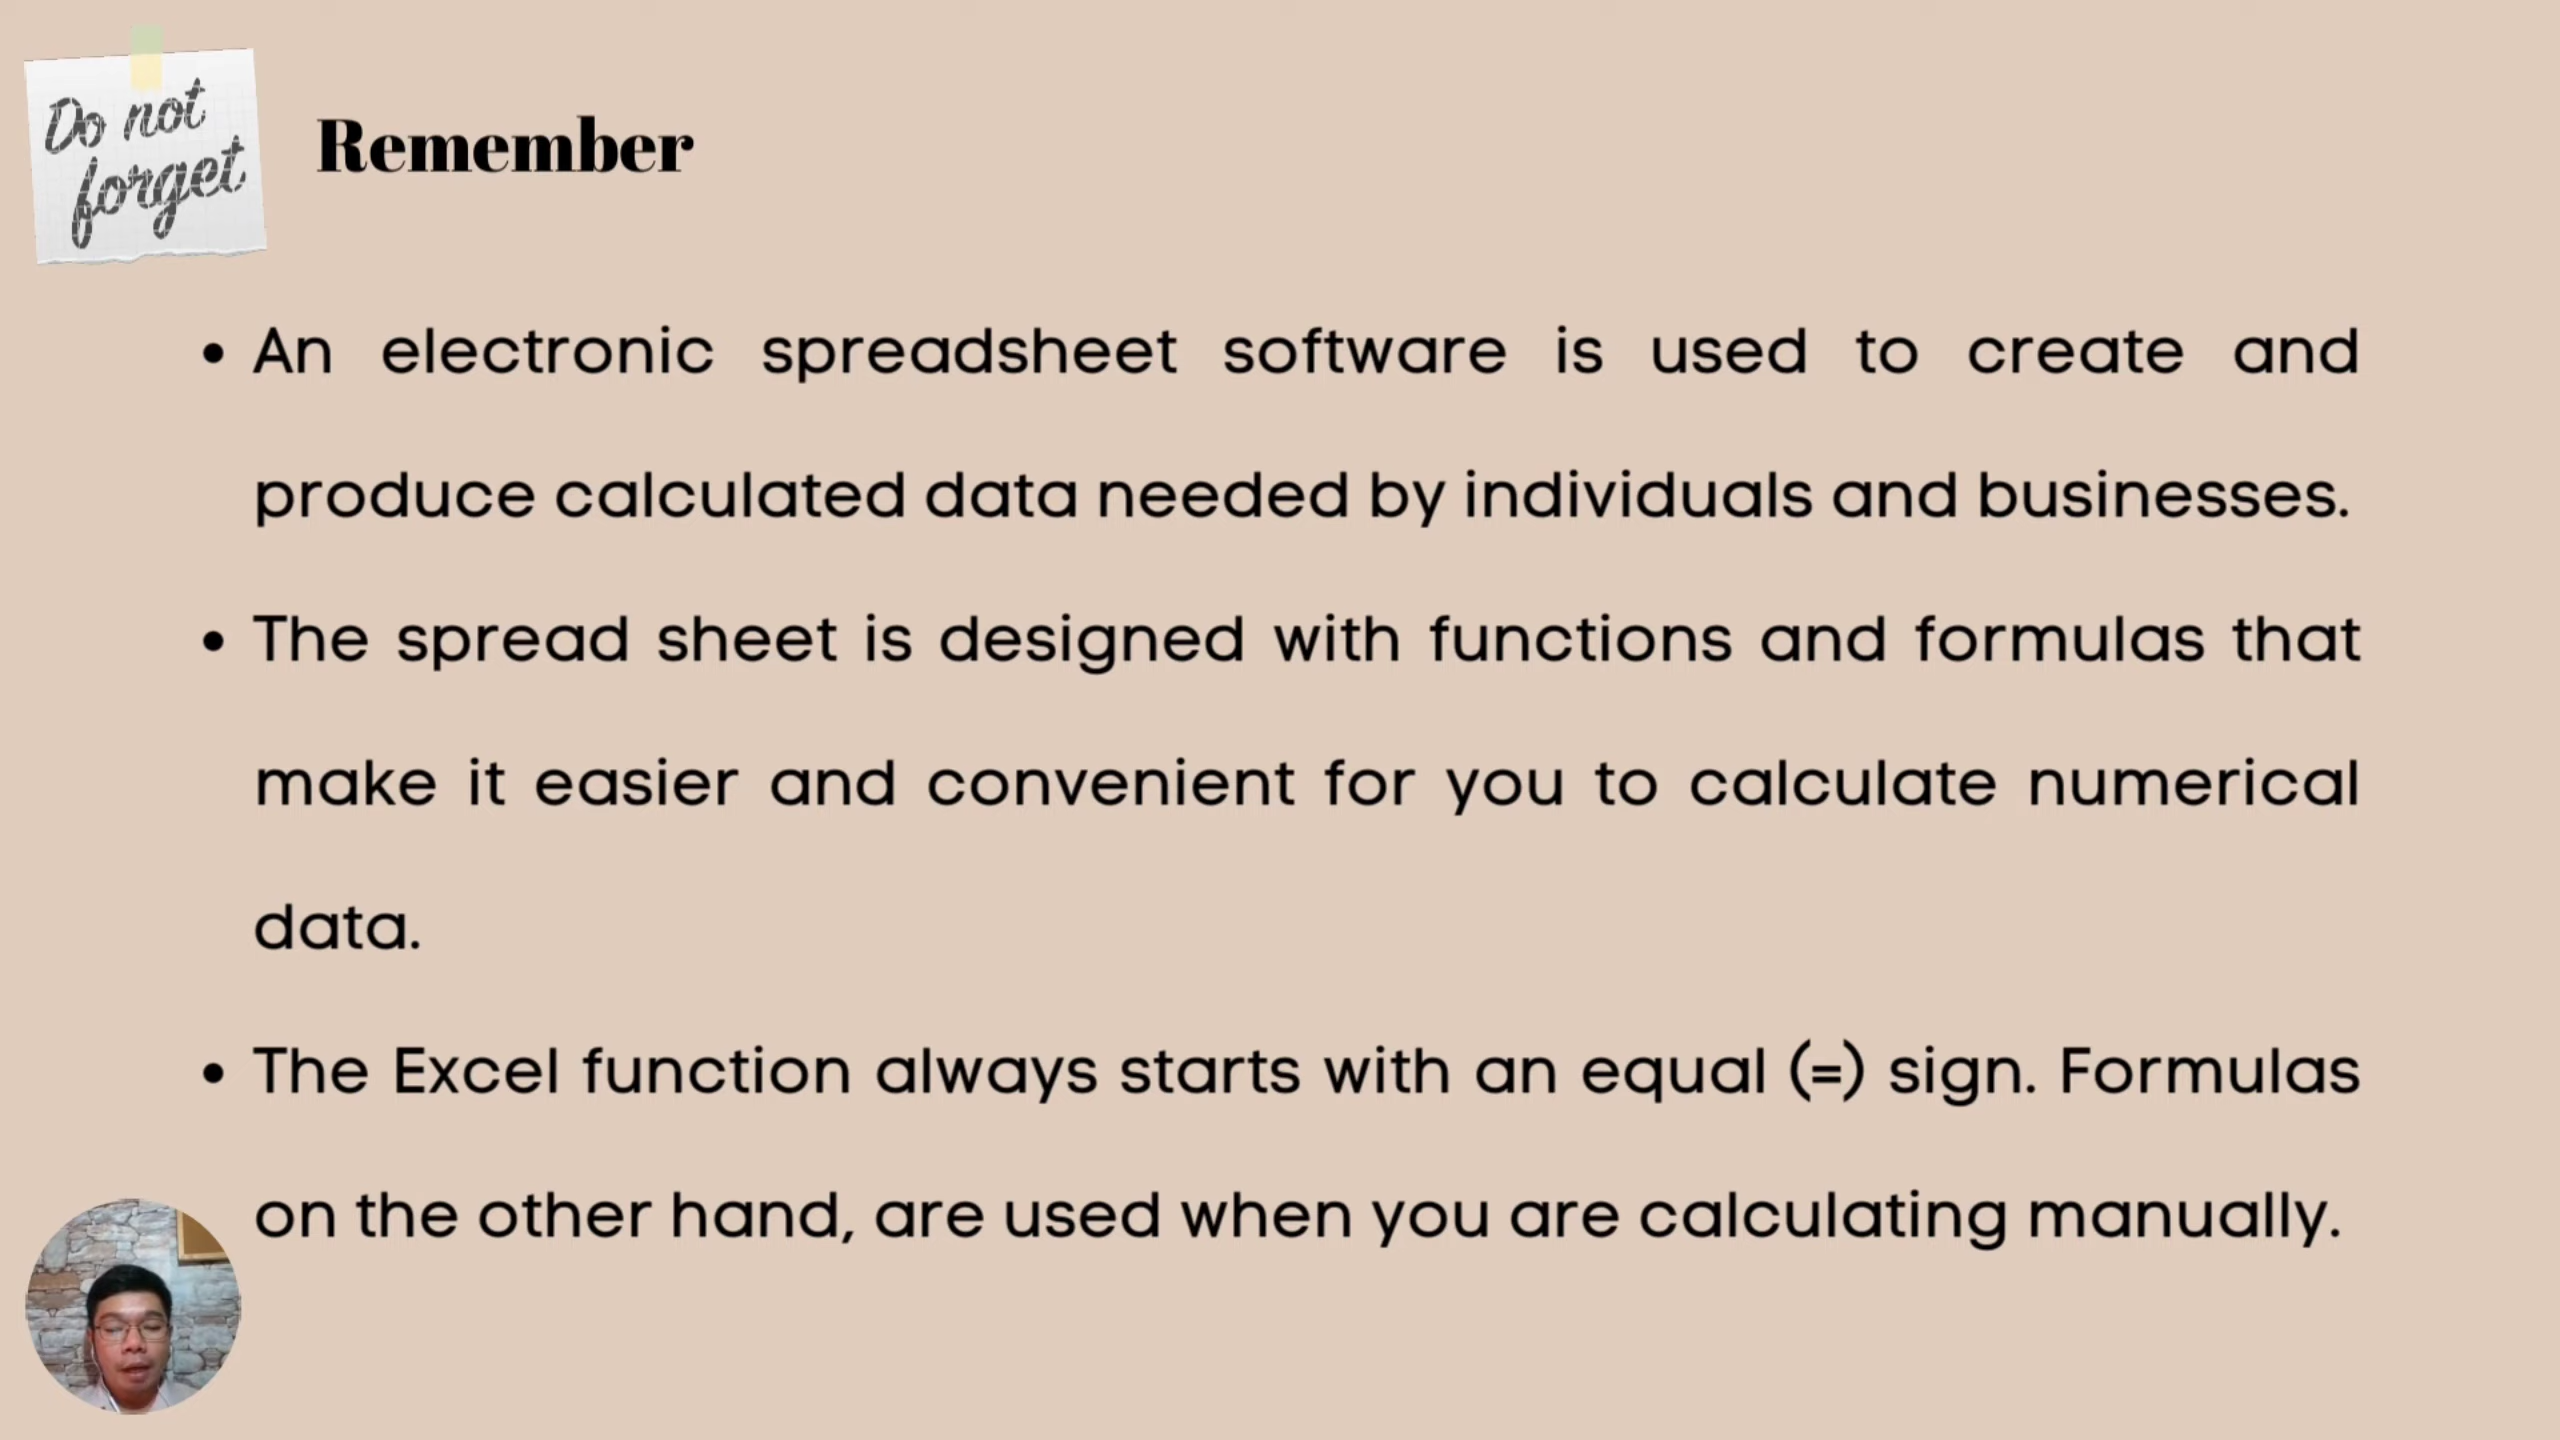 Do not
forget
Remember
• An electronic spreadsheet software is used to create and
produce calculated data needed by individuals and businesses.
• The spread sheet is designed with functions and formulas that
make it easier and convenient for you to calculate numerical
data.
• The Excel function always starts with an equal (=) sign. Formulas
on the other hand, are used when you are calculating manually.